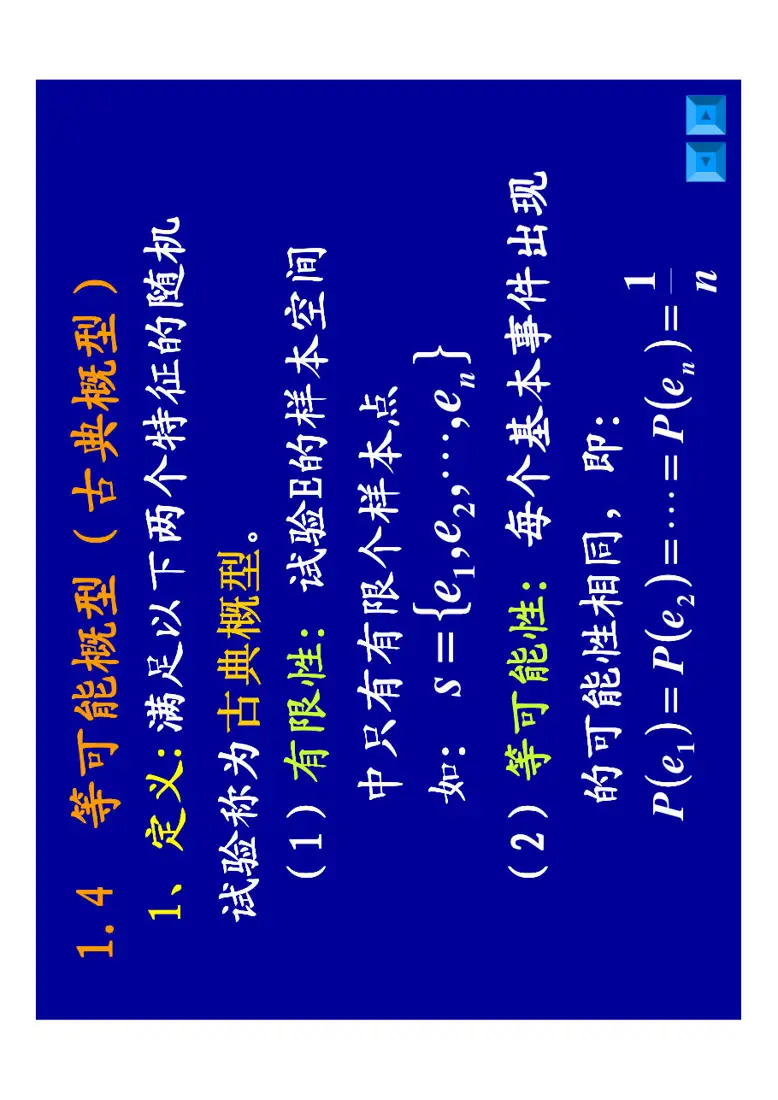 1.4 等可能概型（古典概型）
1、定义:满足以下两个特征的随机
试验称为古典概型。
（1）有限性： 试验E的样本空间
中只有有限个样本点
如： s={e₁,e₂,⋯,eₙ}
（2）等可能性：每个基本事件出现
的可能性相同，即：
P(e₁)=P(e₂)=⋯=P(eₙ)=1/n